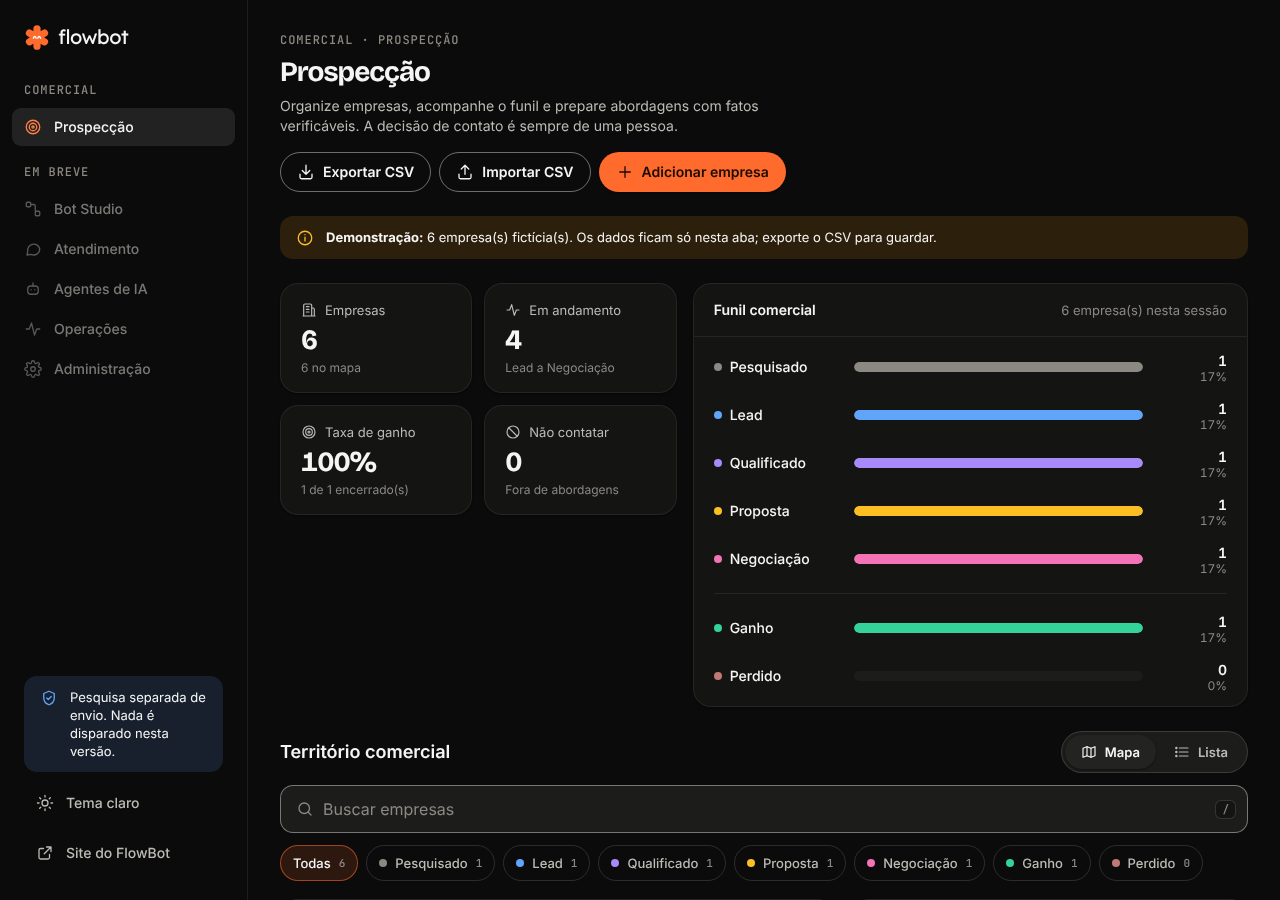 flowbot
COMERCIAL
Prospecção
EM BREVE
Bot Studio
Atendimento
Agentes de IA
Operações
Administração
Pesquisa separada de
envio. Nada é
disparado nesta
versão.
Tema claro
Site do FlowBot
COMERCIAL · PROSPECÇÃO
Prospecção
Organize empresas, acompanhe o funil e prepare abordagens com fatos
verificáveis. A decisão de contato é sempre de uma pessoa.
Exportar CSV
Importar CSV
Adicionar empresa
Demonstração: 6 empresa(s) fictícia(s). Os dados ficam só nesta aba; exporte o CSV para guardar.
Empresas
6
6 no mapa
Em andamento
4
Lead a Negociação
Taxa de ganho
100%
1 de 1 encerrado(s)
Não contatar
0
Fora de abordagens
Funil comercial
6 empresa(s) nesta sessão
Pesquisado
1
17%
Lead
1
17%
Qualificado
1
17%
Proposta
1
17%
Negociação
1
17%
Ganho
1
17%
Perdido
0
0%
Território comercial
Mapa
Lista
Buscar empresas
/
Todas 6
Pesquisado 1
Lead 1
Qualificado 1
Proposta 1
Negociação 1
Ganho 1
Perdido 0